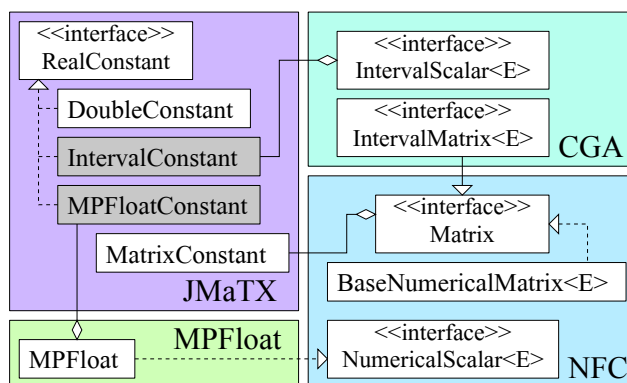 <<interface>>
RealConstant
DoubleConstant
IntervalConstant
MPFloatConstant
MatrixConstant
JMaTX
<<interface>>
IntervalScalar<E>
<<interface>>
IntervalMatrix<E>
CGA
<<interface>>
Matrix
BaseNumericalMatrix<E>
MPFloat
MPFloat
<<interface>>
NumericalScalar<E>
NFC